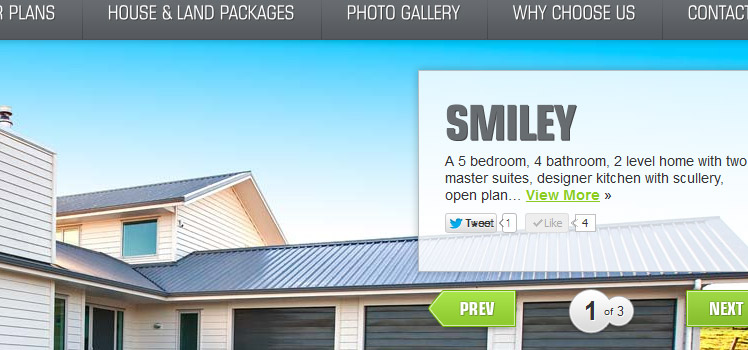 PLANS
HOUSE & LAND PACKAGES
PHOTO GALLERY
WHY CHOOSE US
CONTACT
SMILEY
A 5 bedroom, 4 bathroom, 2 level home with two
master suites, designer kitchen with scullery,
open plan... View More »
Tweet 1 Like 4
PREV 1 of 3 NEXT